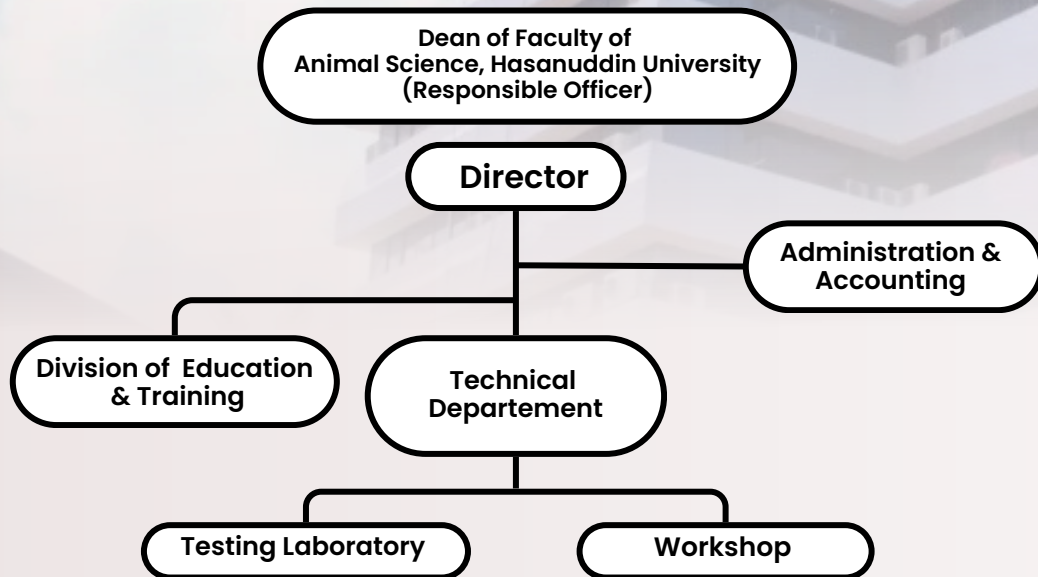 Dean of Faculty of
Animal Science, Hasanuddin University
(Responsible Officer)
Director
Administration &
Accounting
Division of Education
& Training
Technical
Departement
Testing Laboratory
Workshop